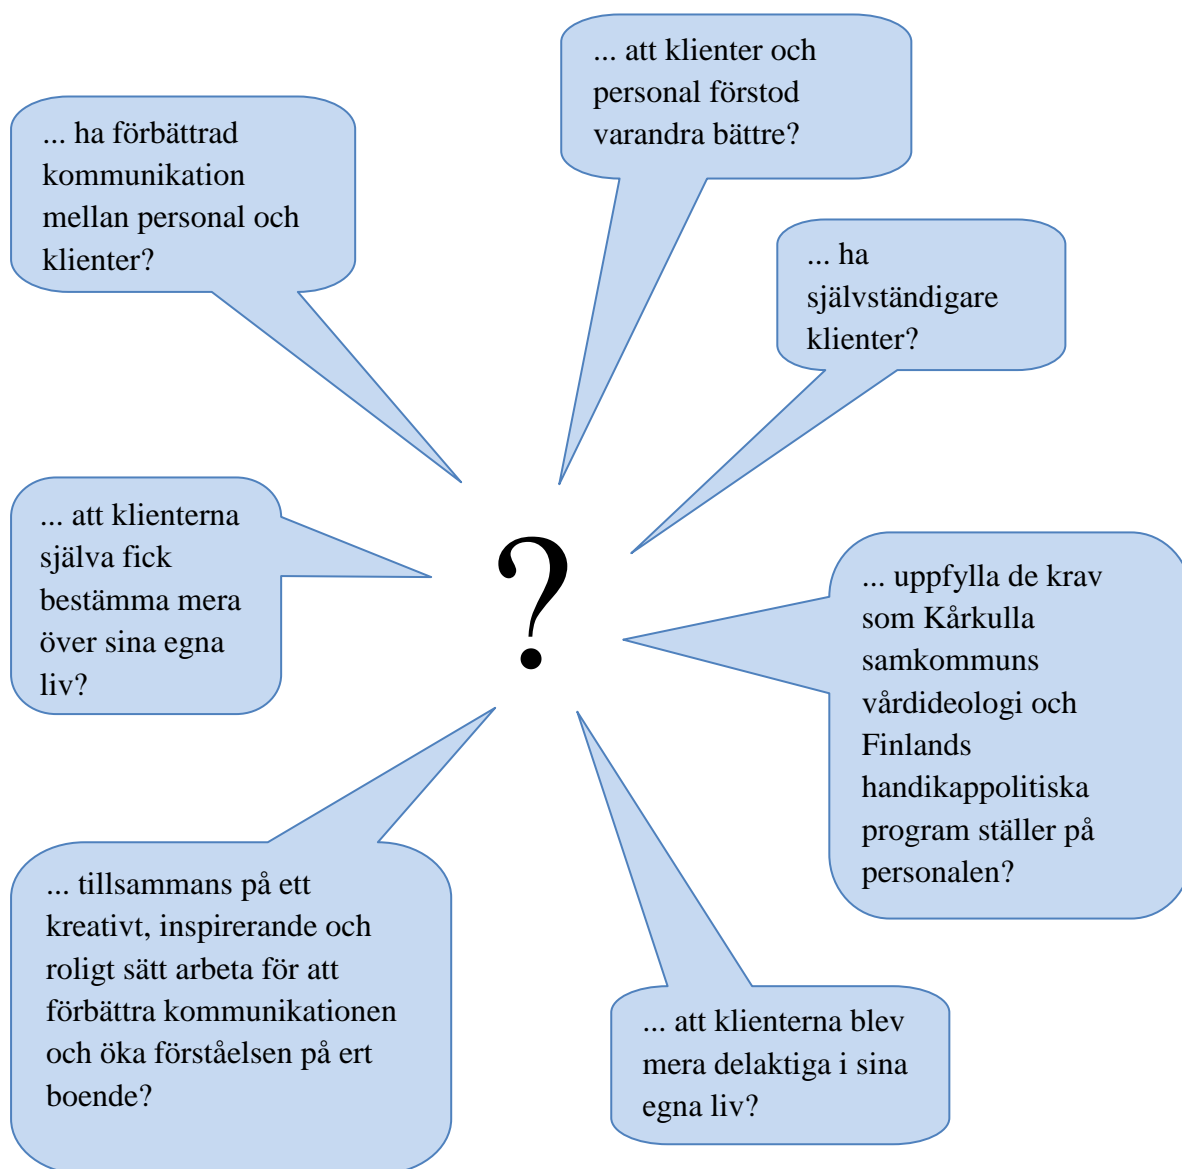 ... att klienter och
personal förstod
varandra bättre?
... ha förbättrad
kommunikation
mellan personal och
klienter?
... ha
självständigare
klienter?
... att klienterna
själva fick
bestämma mera
över sina egna
liv?
?
... uppfylla de krav
som Kårkulla
samkommuns
vårdideologi och
Finlands
handikappolitiska
program ställer på
personalen?
... tillsammans på ett
kreativt, inspirerande och
roligt sätt arbeta för att
förbättra kommunikationen
och öka förståelsen på ert
boende?
... att klienterna blev
mera delaktiga i sina
egna liv?